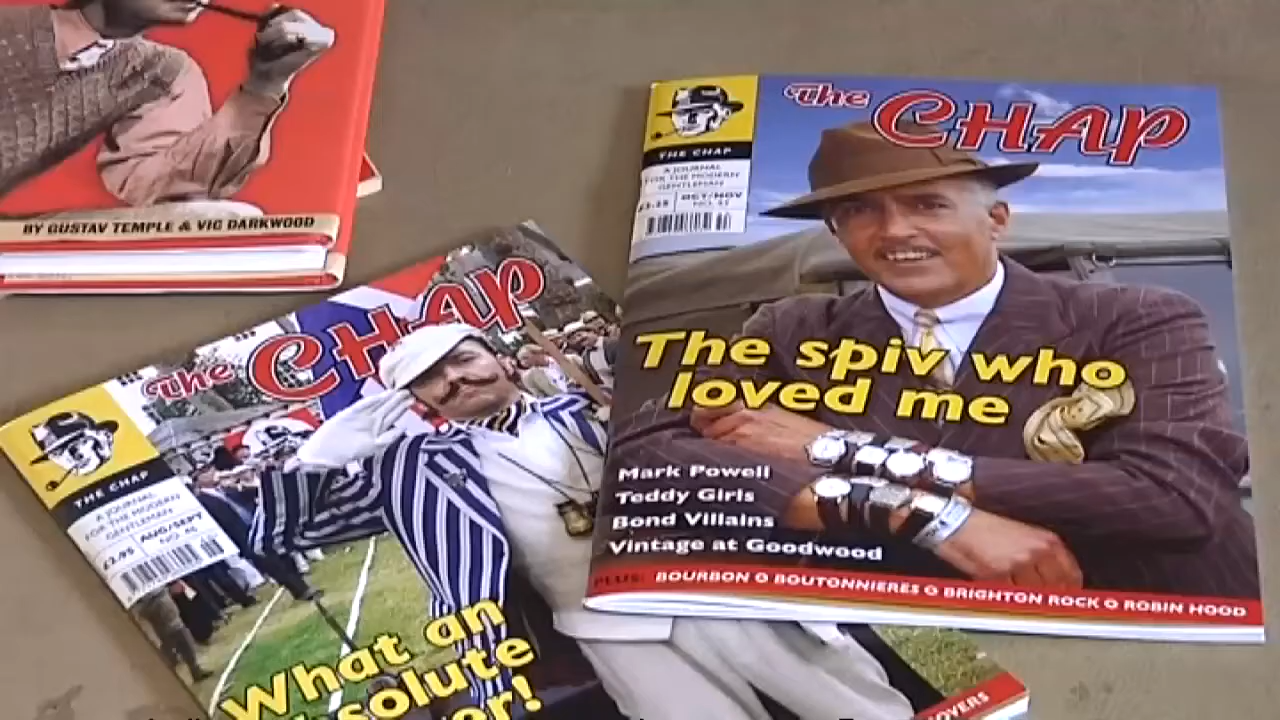 BY GUSTAV TEMPLE & VIC DARKWOOD
The CHAP
THE CHAP
A JOURNAL
FOR THE MODERN
GENTLEMAN
OCT/NOV
The spiv who
loved me
Mark Powell
Teddy Girls
Bond Villains
Vintage at Goodwood
PLUS: BOURBON O BOUTONNIERES O BRIGHTON ROCK O ROBIN HOOD
The CHAP
THE CHAP
A JOURNAL
FOR THE MODERN
GENTLEMAN
£2.95 AUG/SEPT
What an